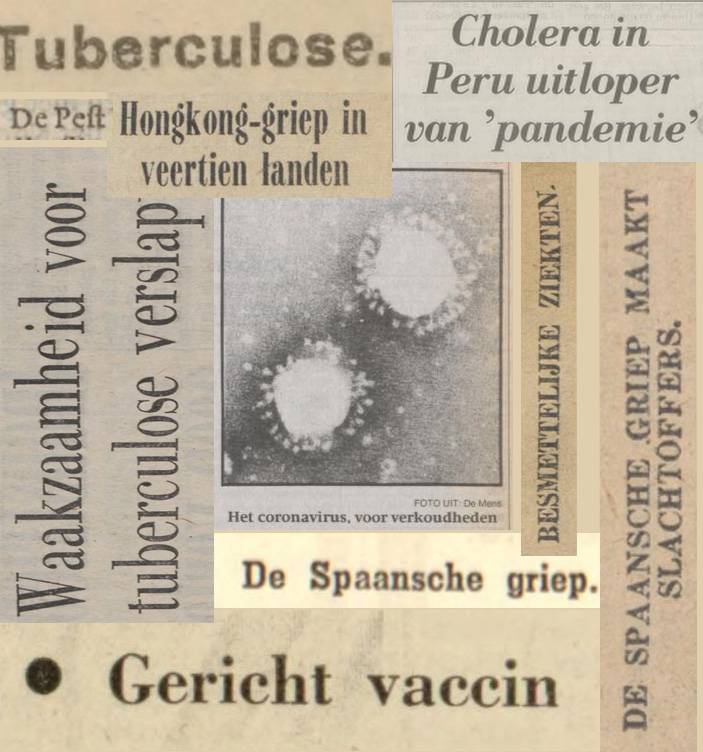 Tuberculose.
Cholera in
Peru uitloper
van 'pandemie'
De Pest
Hongkong-griep in
veertien landen
Waakzaamheid voor
tuberculose verslap
FOTO UIT: De Mens
Het coronavirus, voor verkoudheden
BESMETTELIJKE ZIEKTEN.
DE SPAANSCHE GRIEP MAAKT
SLACHTOFFERS.
De Spaansche griep.
• Gericht vaccin